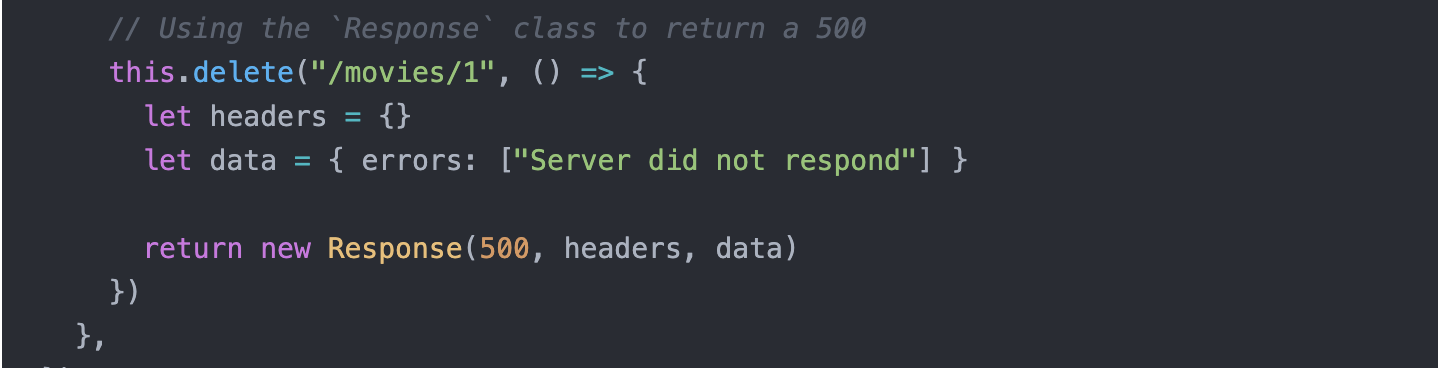 // Using the `Response` class to return a 500
this.delete("/movies/1", () => {
let headers = {}
let data = { errors: ["Server did not respond"] }
return new Response(500, headers, data)
})
},